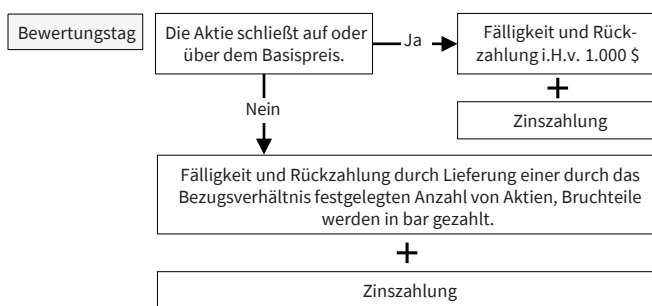 Bewertungstag
Die Aktie schließt auf oder
über dem Basispreis.
Ja
Fälligkeit und Rück-
zahlung i.H.v. 1.000 $
+
Zinszahlung
Nein
Fälligkeit und Rückzahlung durch Lieferung einer durch das
Bezugsverhältnis festgelegten Anzahl von Aktien, Bruchteile
werden in bar gezahlt.
+
Zinszahlung